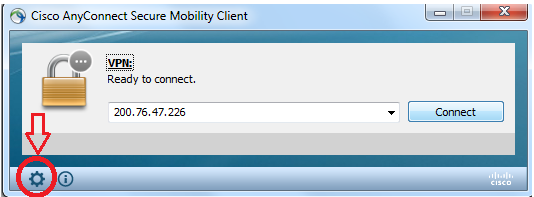 Cisco AnyConnect Secure Mobility Client
VPN:
Ready to connect.
200.76.47.226
Connect
CISCO